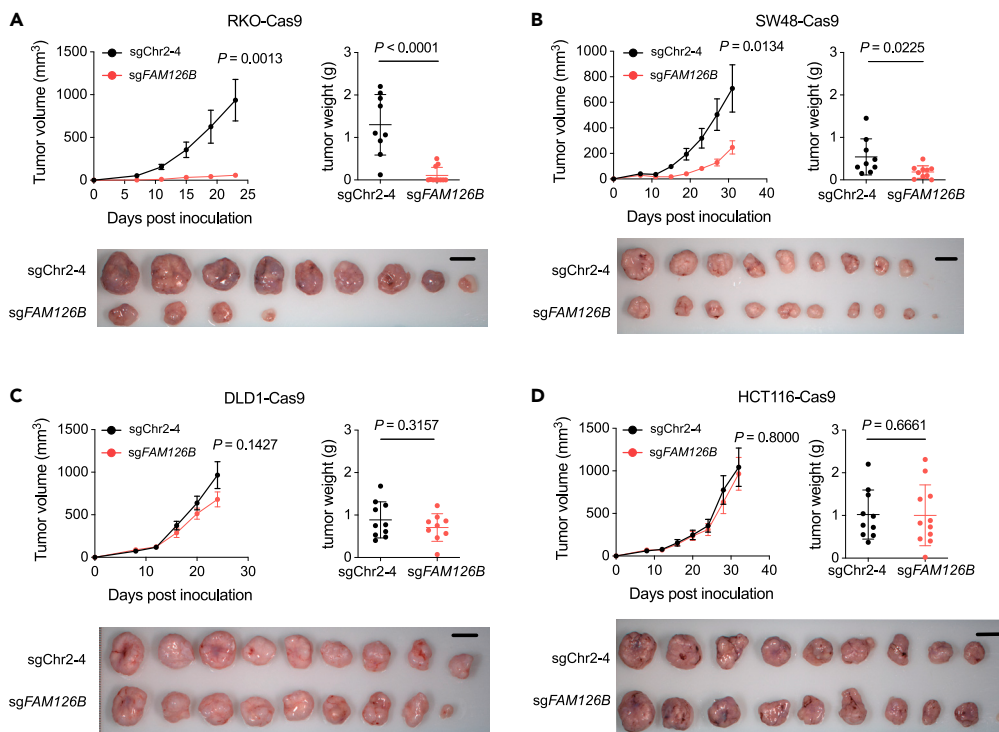 A
RKO-Cas9
Tumor volume (mm³)
1500
1000
500
0
0 5 10 15 20 25
Days post inoculation
sgChr2-4
sgFAM126B
P = 0.0013
tumor weight (g)
3
2
1
0
P < 0.0001
sgChr2-4 sgFAM126B
sgChr2-4
sgFAM126B
B
SW48-Cas9
Tumor volume (mm³)
1000
800
600
400
200
0
0 10 20 30 40
Days post inoculation
sgChr2-4
sgFAM126B
P = 0.0134
tumor weight (g)
3
2
1
0
P = 0.0225
sgChr2-4 sgFAM126B
sgChr2-4
sgFAM126B
C
DLD1-Cas9
Tumor volume (mm³)
1500
1000
500
0
0 10 20 30
Days post inoculation
sgChr2-4
sgFAM126B
P = 0.1427
tumor weight (g)
3
2
1
0
P = 0.3157
sgChr2-4 sgFAM126B
sgChr2-4
sgFAM126B
D
HCT116-Cas9
Tumor volume (mm³)
1500
1000
500
0
0 10 20 30 40
Days post inoculation
sgChr2-4
sgFAM126B
P = 0.8000
tumor weight (g)
3
2
1
0
P = 0.6661
sgChr2-4 sgFAM126B
sgChr2-4
sgFAM126B